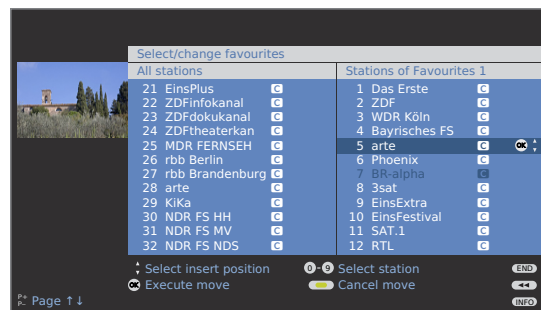 Select/change favourites
All stations
Stations of Favourites 1
21 EinsPlus C
22 ZDFinfokanal C
23 ZDFdokukanal C
24 ZDFtheaterkan C
25 MDR FERNSEH C
26 rbb Berlin C
27 rbb Brandenburg C
28 arte C
29 KiKa C
30 NDR FS HH C
31 NDR FS MV C
32 NDR FS NDS C
1 Das Erste C
2 ZDF C
3 WDR Köln C
4 Bayrisches FS C
5 arte C OK
6 Phoenix C
7 BR-alpha C
8 3sat C
9 EinsExtra C
10 EinsFestival C
11 SAT.1 C
12 RTL C
Select insert position
0-9 Select station
END
OK Execute move
Cancel move
P+
P- Page ↑↓
INFO